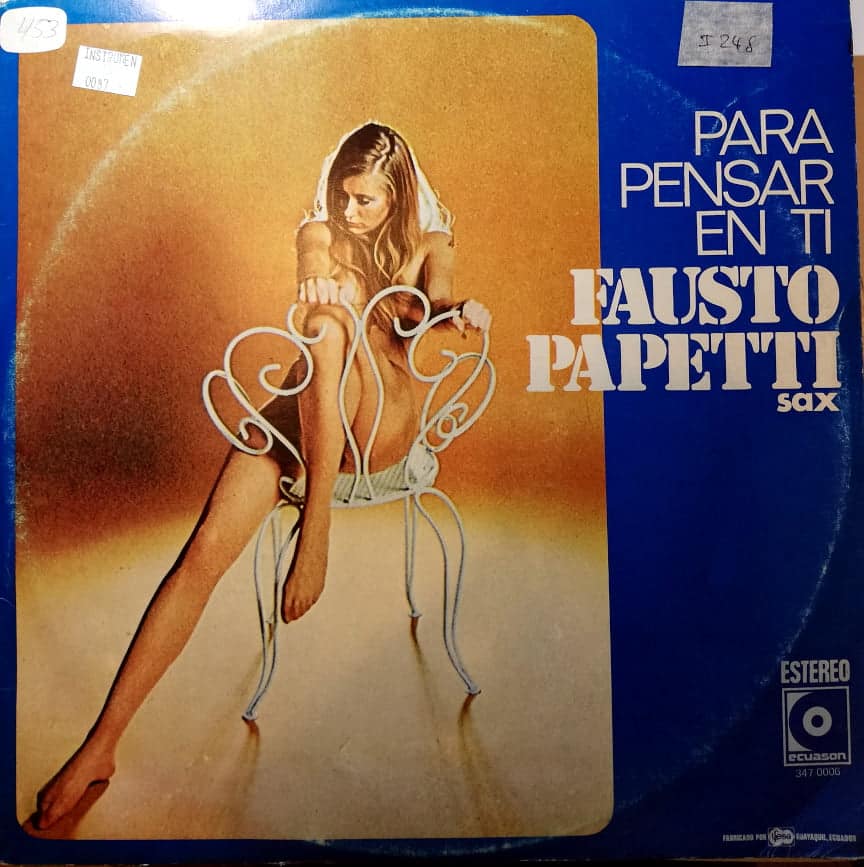 453
INSTRUMEN
0097
I 248
PARA
PENSAR
EN TI
FAUSTO
PAPETTI
sax
ESTEREO
ecuason
347 0006
FABRICADO POR fesa GUAYAQUIL, ECUADOR